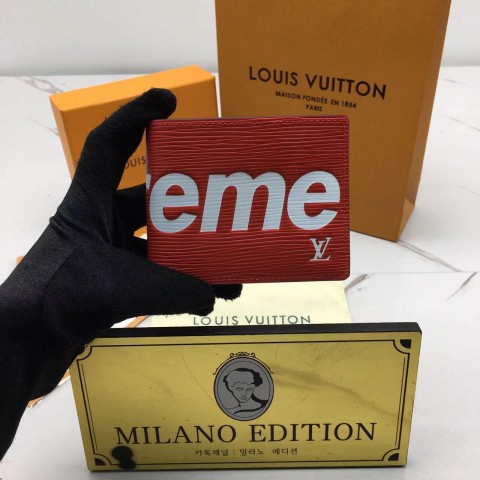 LOUIS VUITTON
MAISON FONDÉE EN 1854
PARIS
reme
LV
LOUIS VUITTON
MILANO EDITION
카톡채널 : 밀라노 에디션